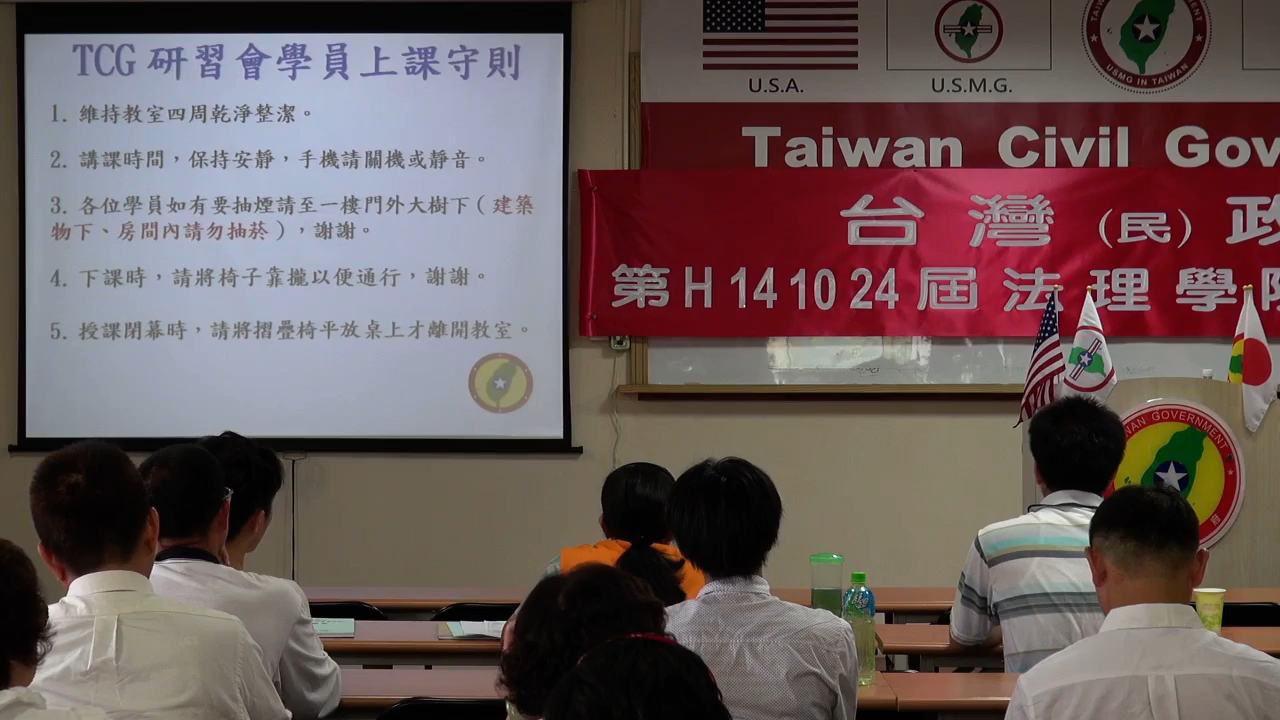 TCG 研習會學員上課守則
1. 維持教室四周乾淨整潔。
2. 講課時間，保持安靜，手機請關機或靜音。
3. 各位學員如有要抽煙請至一樓門外大樹下（建築
物下、房間內請勿抽菸），謝謝。
4. 下課時，請將椅子靠攏以便通行，謝謝。
5. 授課閉幕時，請將摺疊椅平放桌上才離開教室。
U.S.A.
U.S.M.G.
USMG IN TAIWAN
Taiwan Civil Gov
台灣（民）政
第H 14 10 24 屆法理學院
GOVERNMENT
府